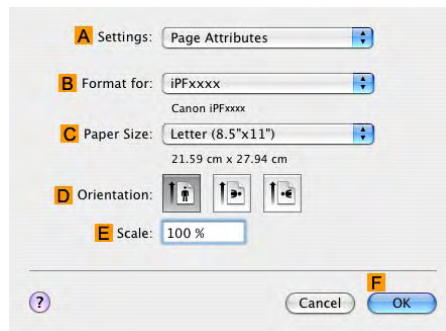 A Settings: Page Attributes
B Format for: iPFxxxx
Canon iPFxxxx
C Paper Size: Letter (8.5"x11")
21.59 cm x 27.94 cm
D Orientation:
E Scale: 100 %
F
? Cancel OK